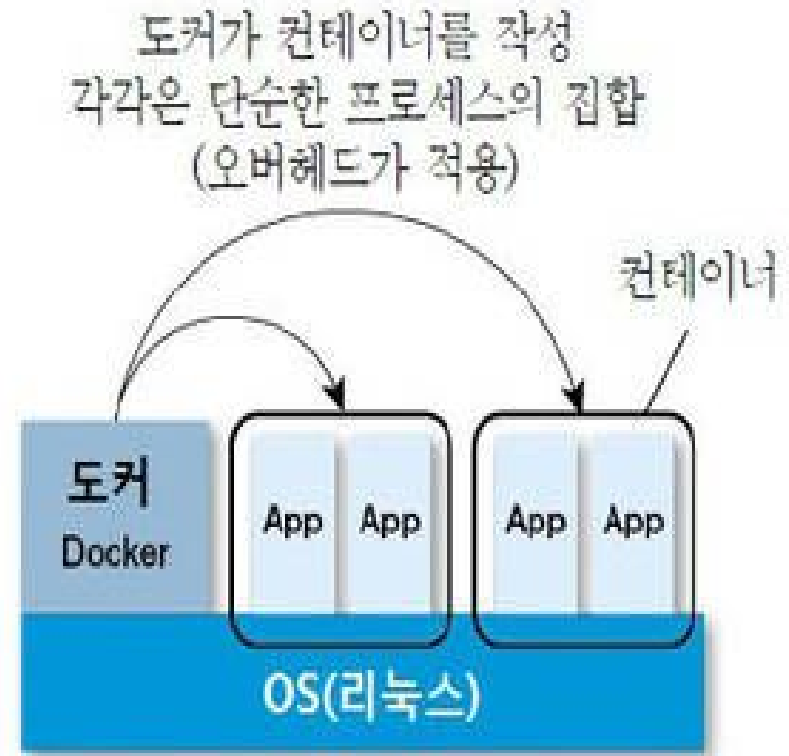 도커가 컨테이너를 작성
각각은 단순한 프로세스의 집합
(오버헤드가 적용)
컨테이너
도커
Docker
App App App App
OS(리눅스)